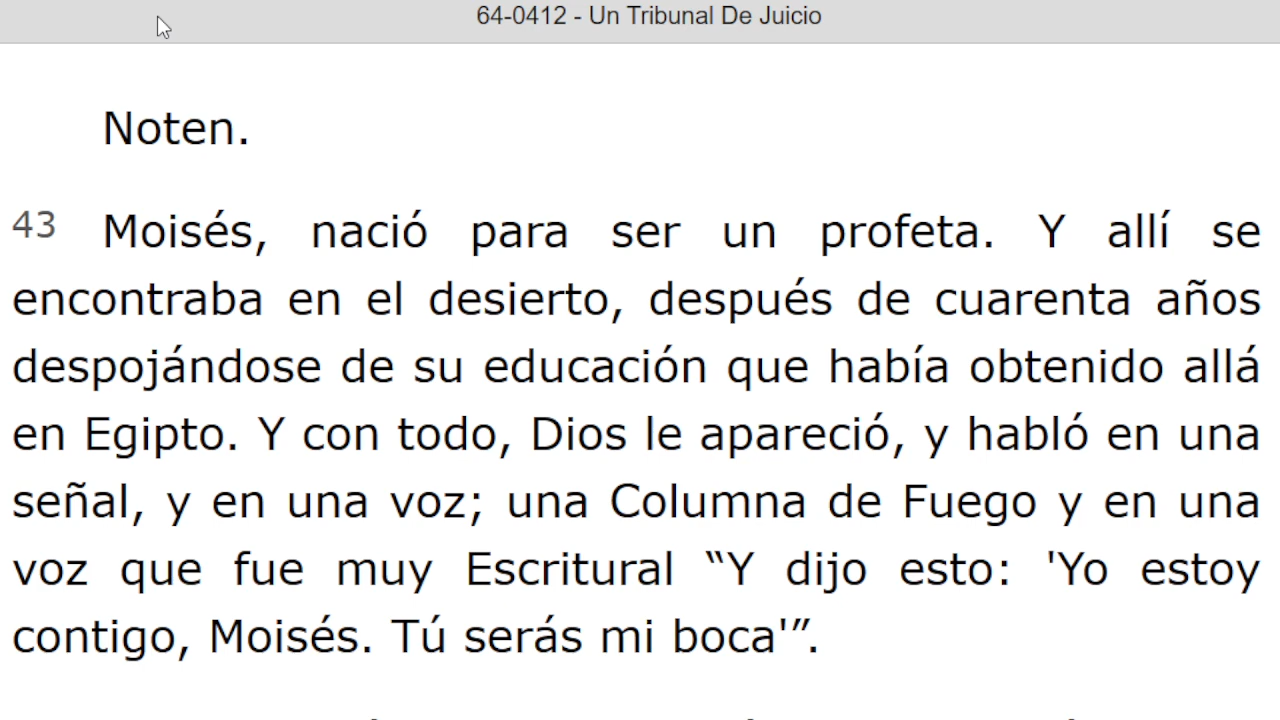 64-0412 - Un Tribunal De Juicio
Noten.
43 Moisés, nació para ser un profeta. Y allí se
encontraba en el desierto, después de cuarenta años
despojándose de su educación que había obtenido allá
en Egipto. Y con todo, Dios le apareció, y habló en una
señal, y en una voz; una Columna de Fuego y en una
voz que fue muy Escritural “Y dijo esto: 'Yo estoy
contigo, Moisés. Tú serás mi boca'”.